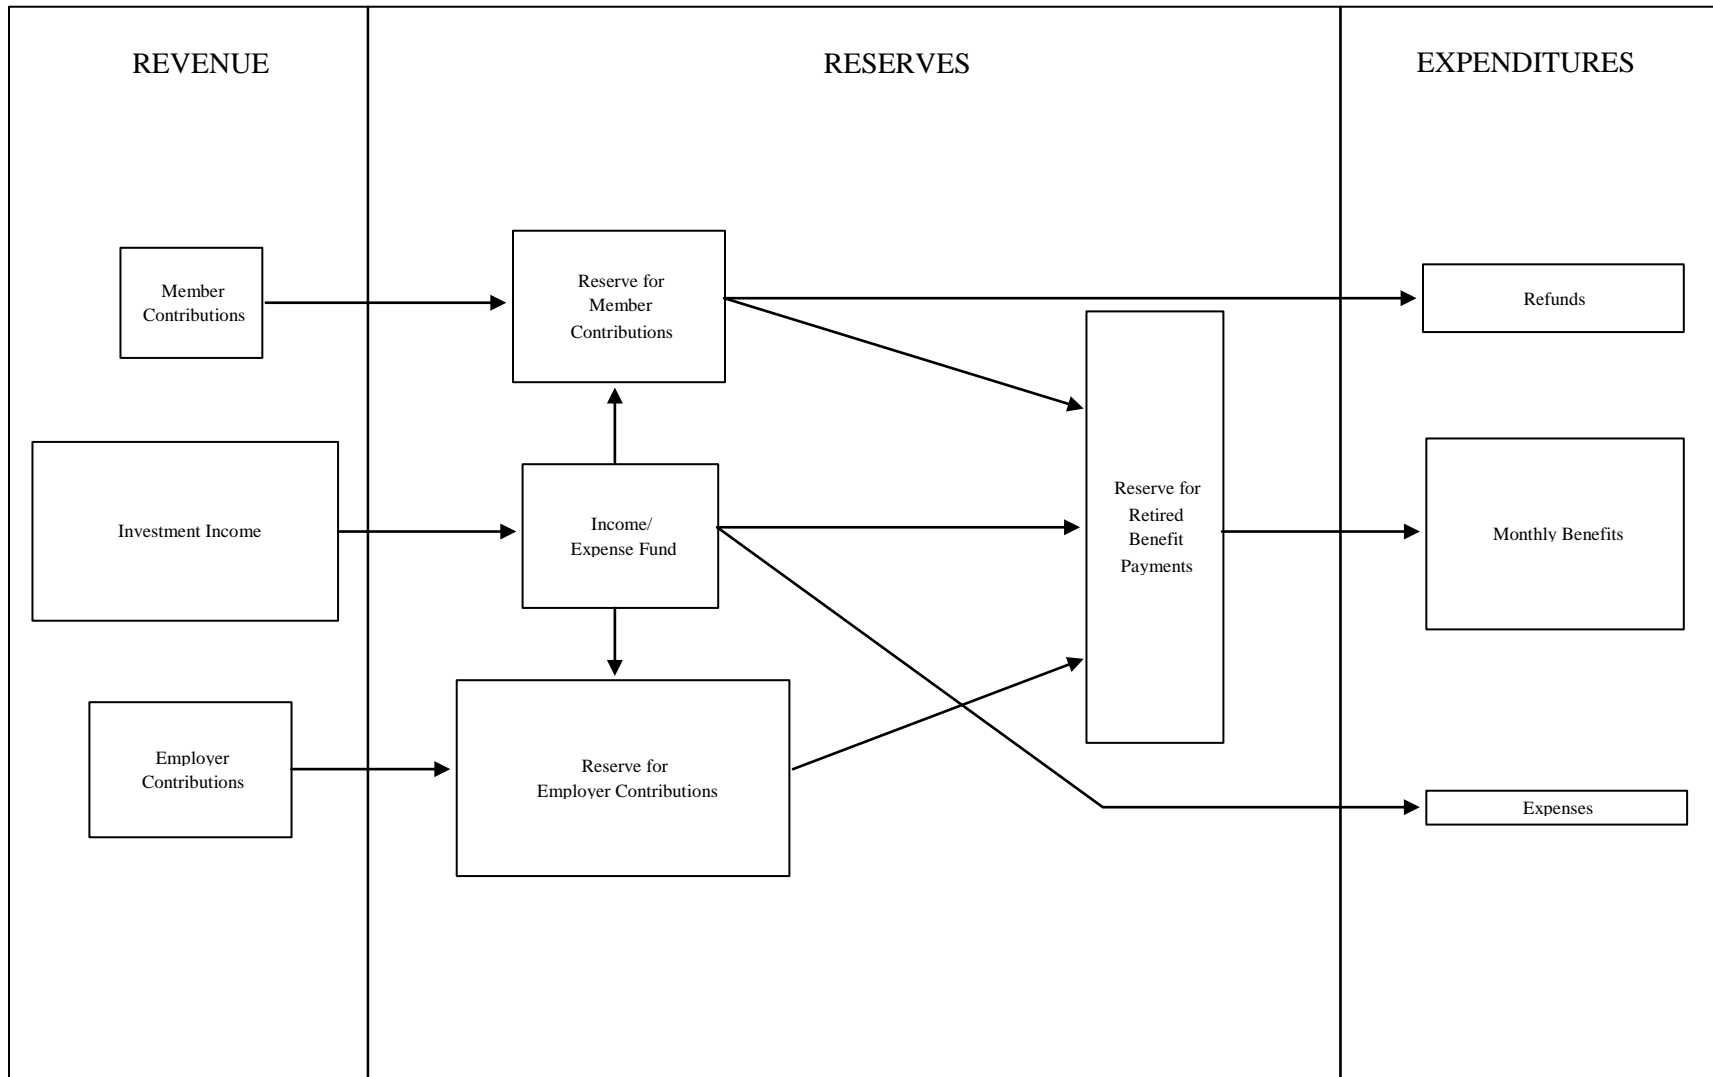 REVENUE
RESERVES
EXPENDITURES
Member
Contributions
Reserve for
Member
Contributions
Refunds
Investment Income
Income/
Expense Fund
Reserve for
Retired
Benefit
Payments
Monthly Benefits
Employer
Contributions
Reserve for
Employer Contributions
Expenses